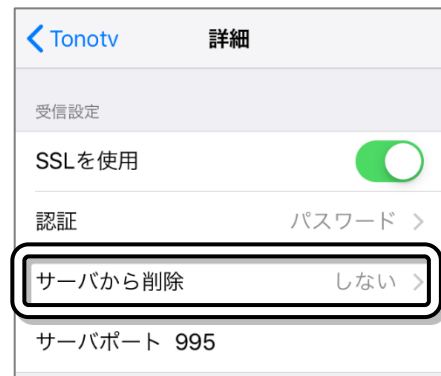 Tonotv 詳細
受信設定
SSLを使用
認証 パスワード
サーバから削除 しない
サーバポート 995